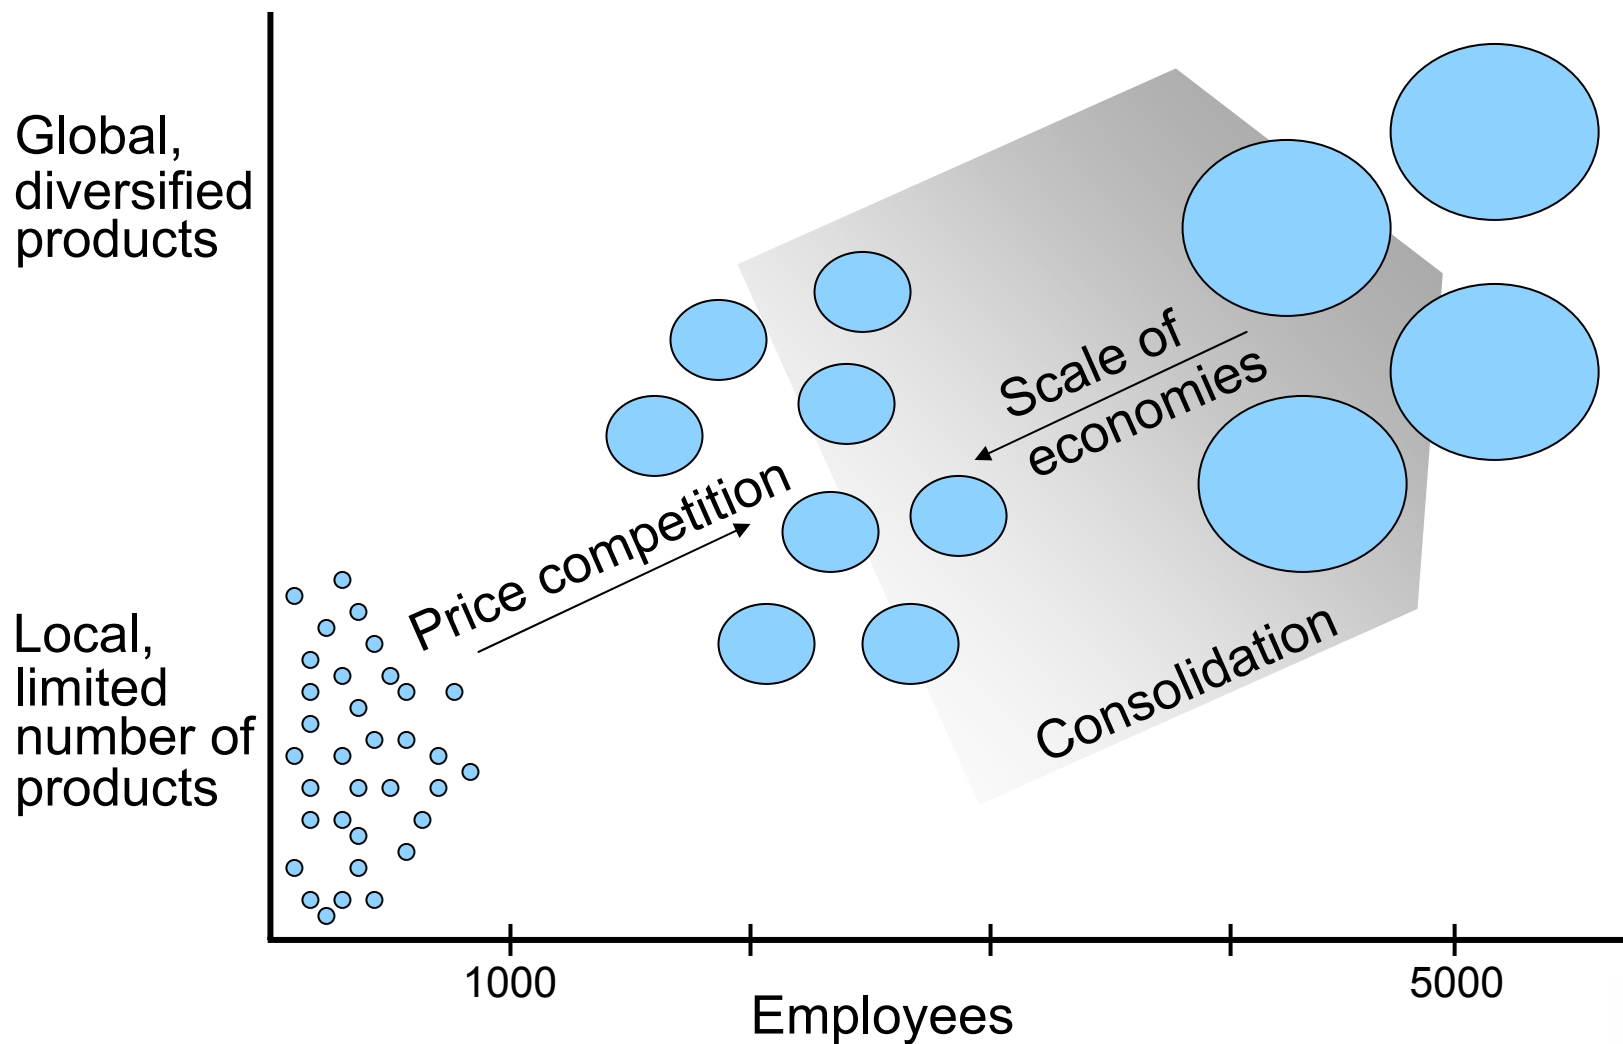 Global,
diversified
products
Scale of
economies
Price competition
Local,
limited
number of
products
Consolidation
1000
5000
Employees